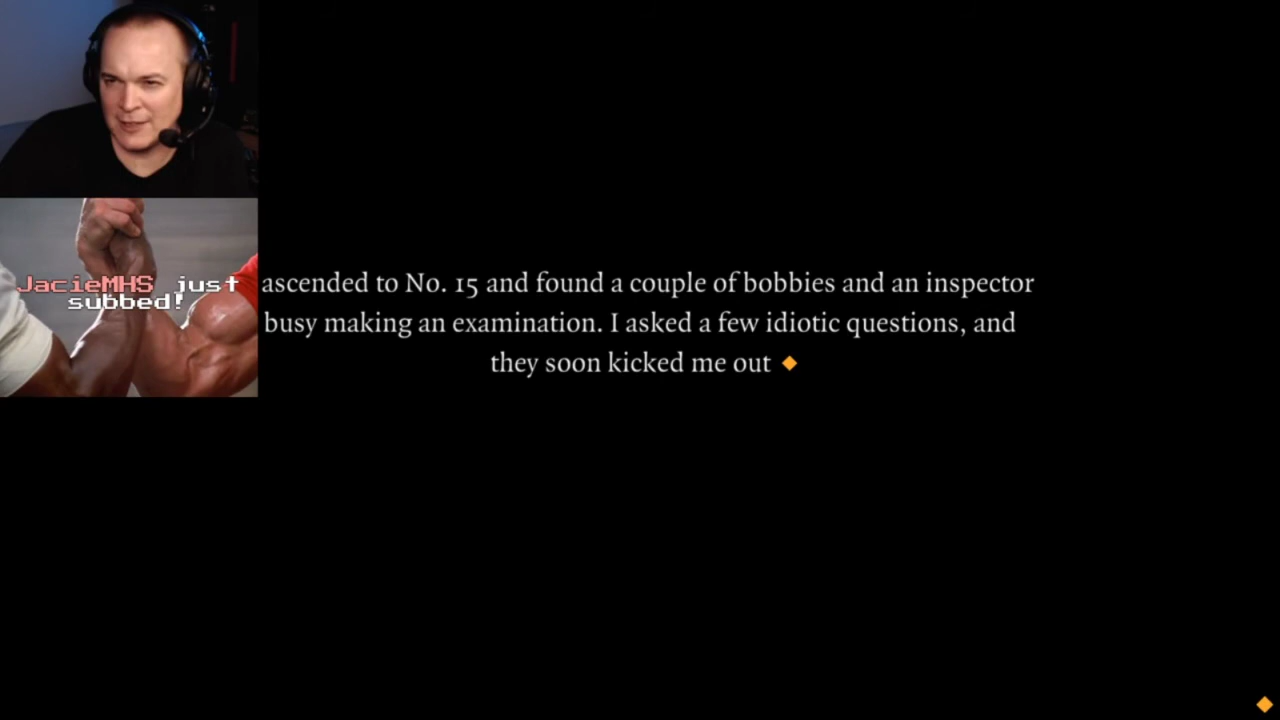 JacieMHS just
subbed!
ascended to No. 15 and found a couple of bobbies and an inspector
busy making an examination. I asked a few idiotic questions, and
they soon kicked me out